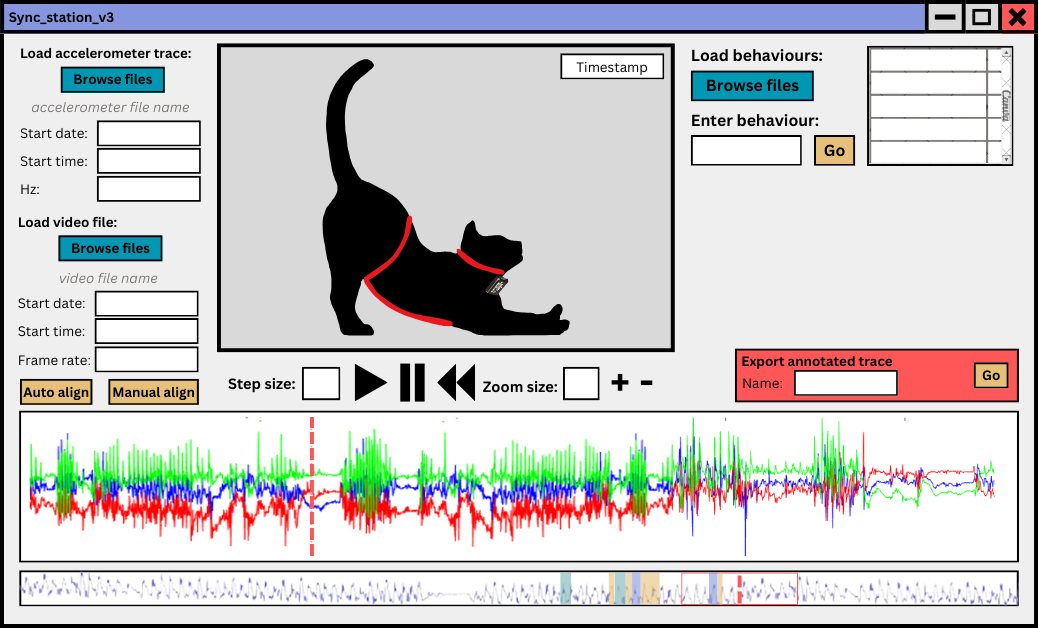 Sync_station_v3
Load accelerometer trace:
Browse files
accelerometer file name
Start date:
Start time:
Hz:
Load video file:
Browse files
video file name
Start date:
Start time:
Frame rate:
Auto align
Manual align
Timestamp
Step size:
Zoom size:
+ -
Load behaviours:
Browse files
Enter behaviour:
Go
Canva
Export annotated trace
Name:
Go